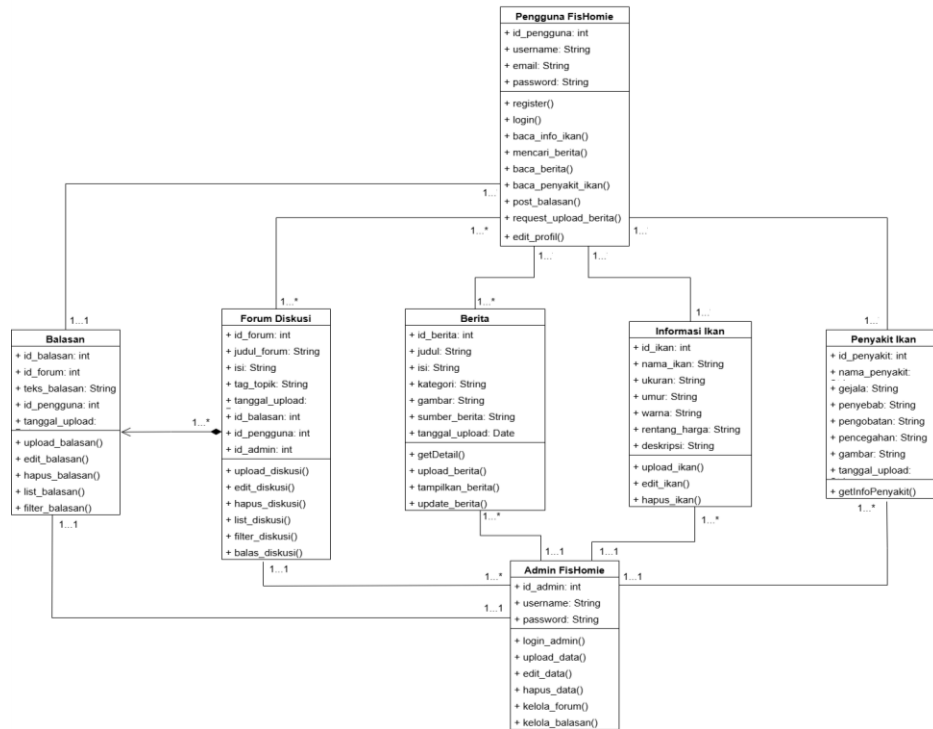 Pengguna FisHomie
+ id_pengguna: int
+ username: String
+ email: String
+ password: String
+ register()
+ login()
+ baca_info_ikan()
+ mencari_berita()
+ baca_berita()
+ baca_penyakit_ikan()
+ post_balasan()
+ request_upload_berita()
+ edit_profil()
1...
1...*
1...
1...
1...
1...1
1...*
1...*
1...
1...
Balasan
+ id_balasan: int
+ id_forum: int
+ teks_balasan: String
+ id_pengguna: int
+ tanggal_upload:
+ upload_balasan()
+ edit_balasan()
+ hapus_balasan()
+ list_balasan()
+ filter_balasan()
1...1
1...*
Forum Diskusi
+ id_forum: int
+ judul_forum: String
+ isi: String
+ tag_topik: String
+ tanggal_upload:
+ id_balasan: int
+ id_pengguna: int
+ id_admin: int
+ upload_diskusi()
+ edit_diskusi()
+ hapus_diskusi()
+ list_diskusi()
+ filter_diskusi()
+ balas_diskusi()
1...1
Berita
+ id_berita: int
+ judul: String
+ isi: String
+ kategori: String
+ gambar: String
+ sumber_berita: String
+ tanggal_upload: Date
+ getDetail()
+ upload_berita()
+ tampilkan_berita()
+ update_berita()
1...*
Informasi Ikan
+ id_ikan: int
+ nama_ikan: String
+ ukuran: String
+ umur: String
+ warna: String
+ rentang_harga: String
+ deskripsi: String
+ upload_ikan()
+ edit_ikan()
+ hapus_ikan()
1...*
Penyakit Ikan
+ id_penyakit: int
+ nama_penyakit:
+ gejala: String
+ penyebab: String
+ pengobatan: String
+ pencegahan: String
+ gambar: String
+ tanggal_upload:
+ getInfoPenyakit()
1...*
1...1
1...1
1...*
1...1
1...1
Admin FisHomie
+ id_admin: int
+ username: String
+ password: String
+ login_admin()
+ upload_data()
+ edit_data()
+ hapus_data()
+ kelola_forum()
+ kelola_balasan()